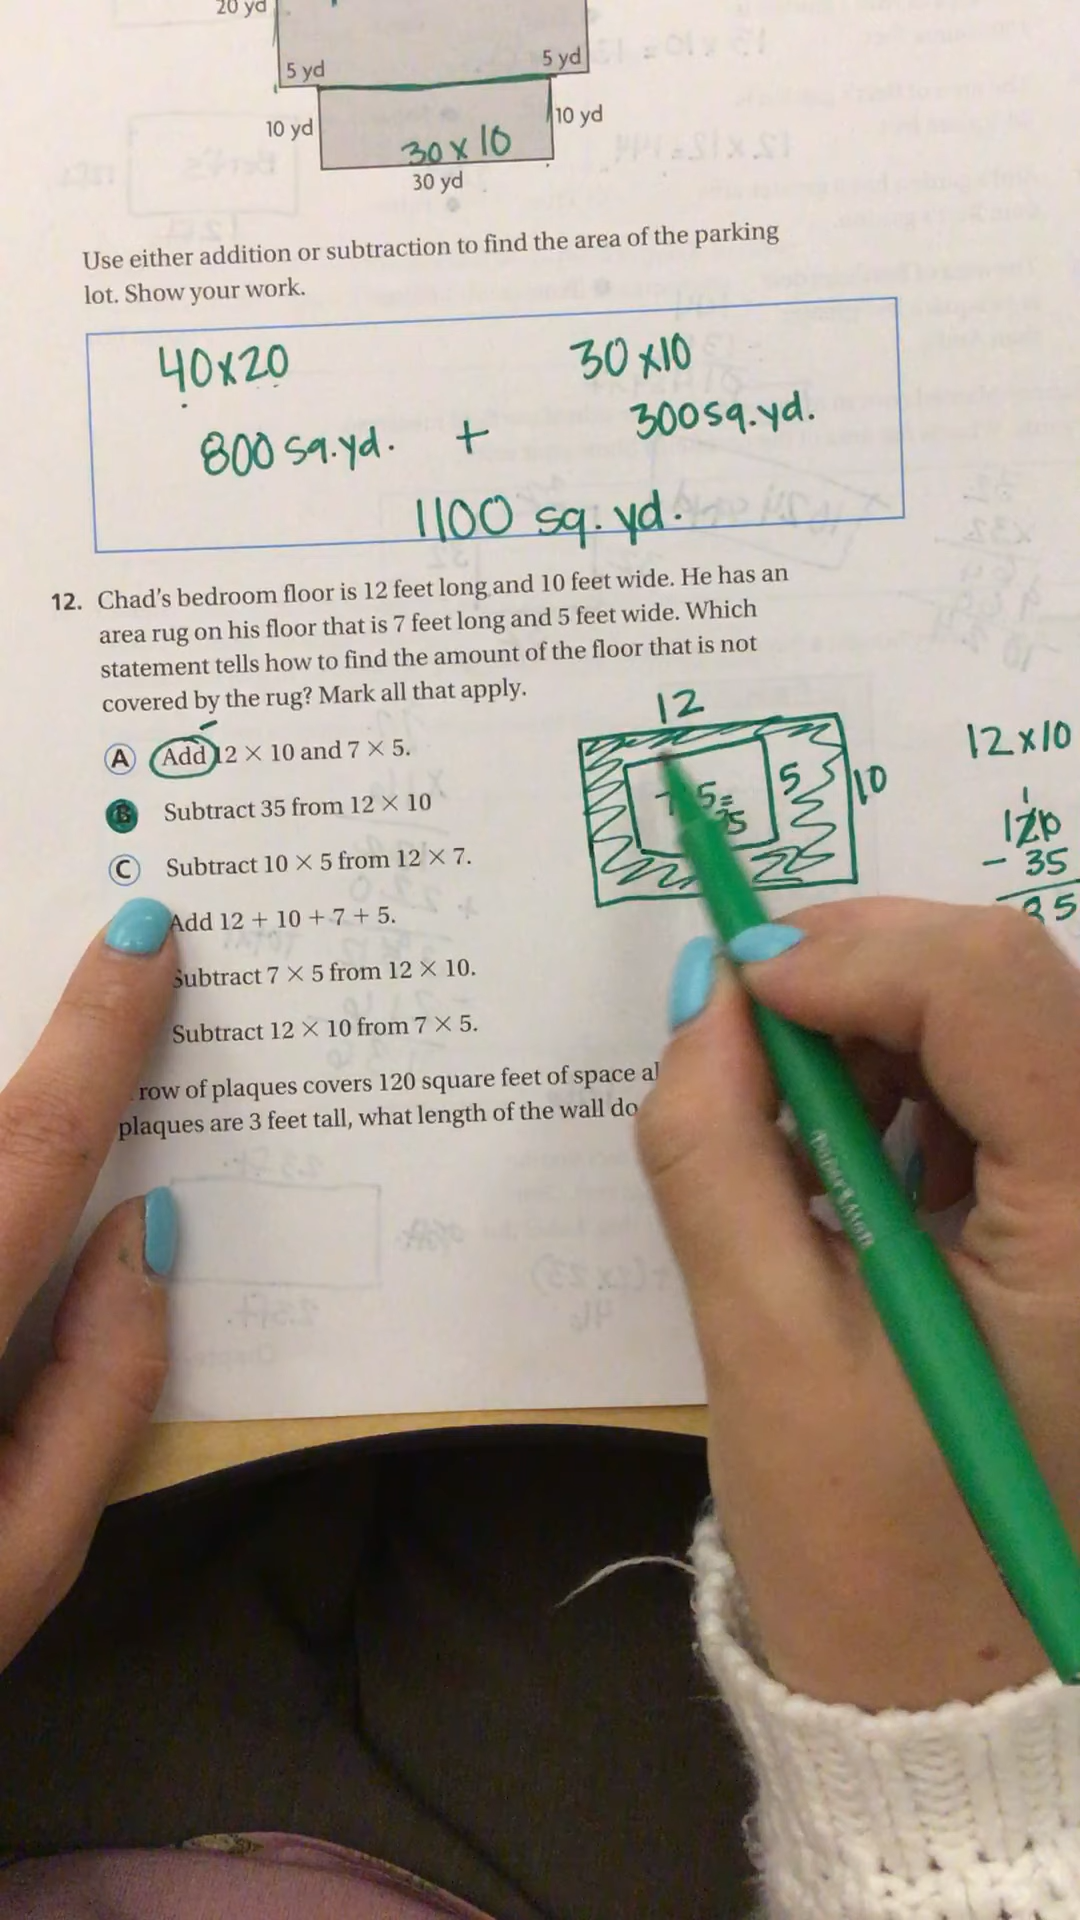 20 yd
5 yd
5 yd
10 yd
10 yd
30 x 10
30 yd
Use either addition or subtraction to find the area of the parking
lot. Show your work.
40x20
30 x10
800 sq.yd. +
300sq.yd.
1100 sq. yd.
12. Chad's bedroom floor is 12 feet long and 10 feet wide. He has an
area rug on his floor that is 7 feet long and 5 feet wide. Which
statement tells how to find the amount of the floor that is not
covered by the rug? Mark all that apply.
A Add 12 × 10 and 7 × 5.
B Subtract 35 from 12 × 10
C Subtract 10 × 5 from 12 × 7.
Add 12 + 10 + 7 + 5.
Subtract 7 × 5 from 12 × 10.
Subtract 12 × 10 from 7 × 5.
12
5
10
5=
35
12x10
1
120
- 35
85
row of plaques covers 120 square feet of space al
plaques are 3 feet tall, what length of the wall do
Paper Mate